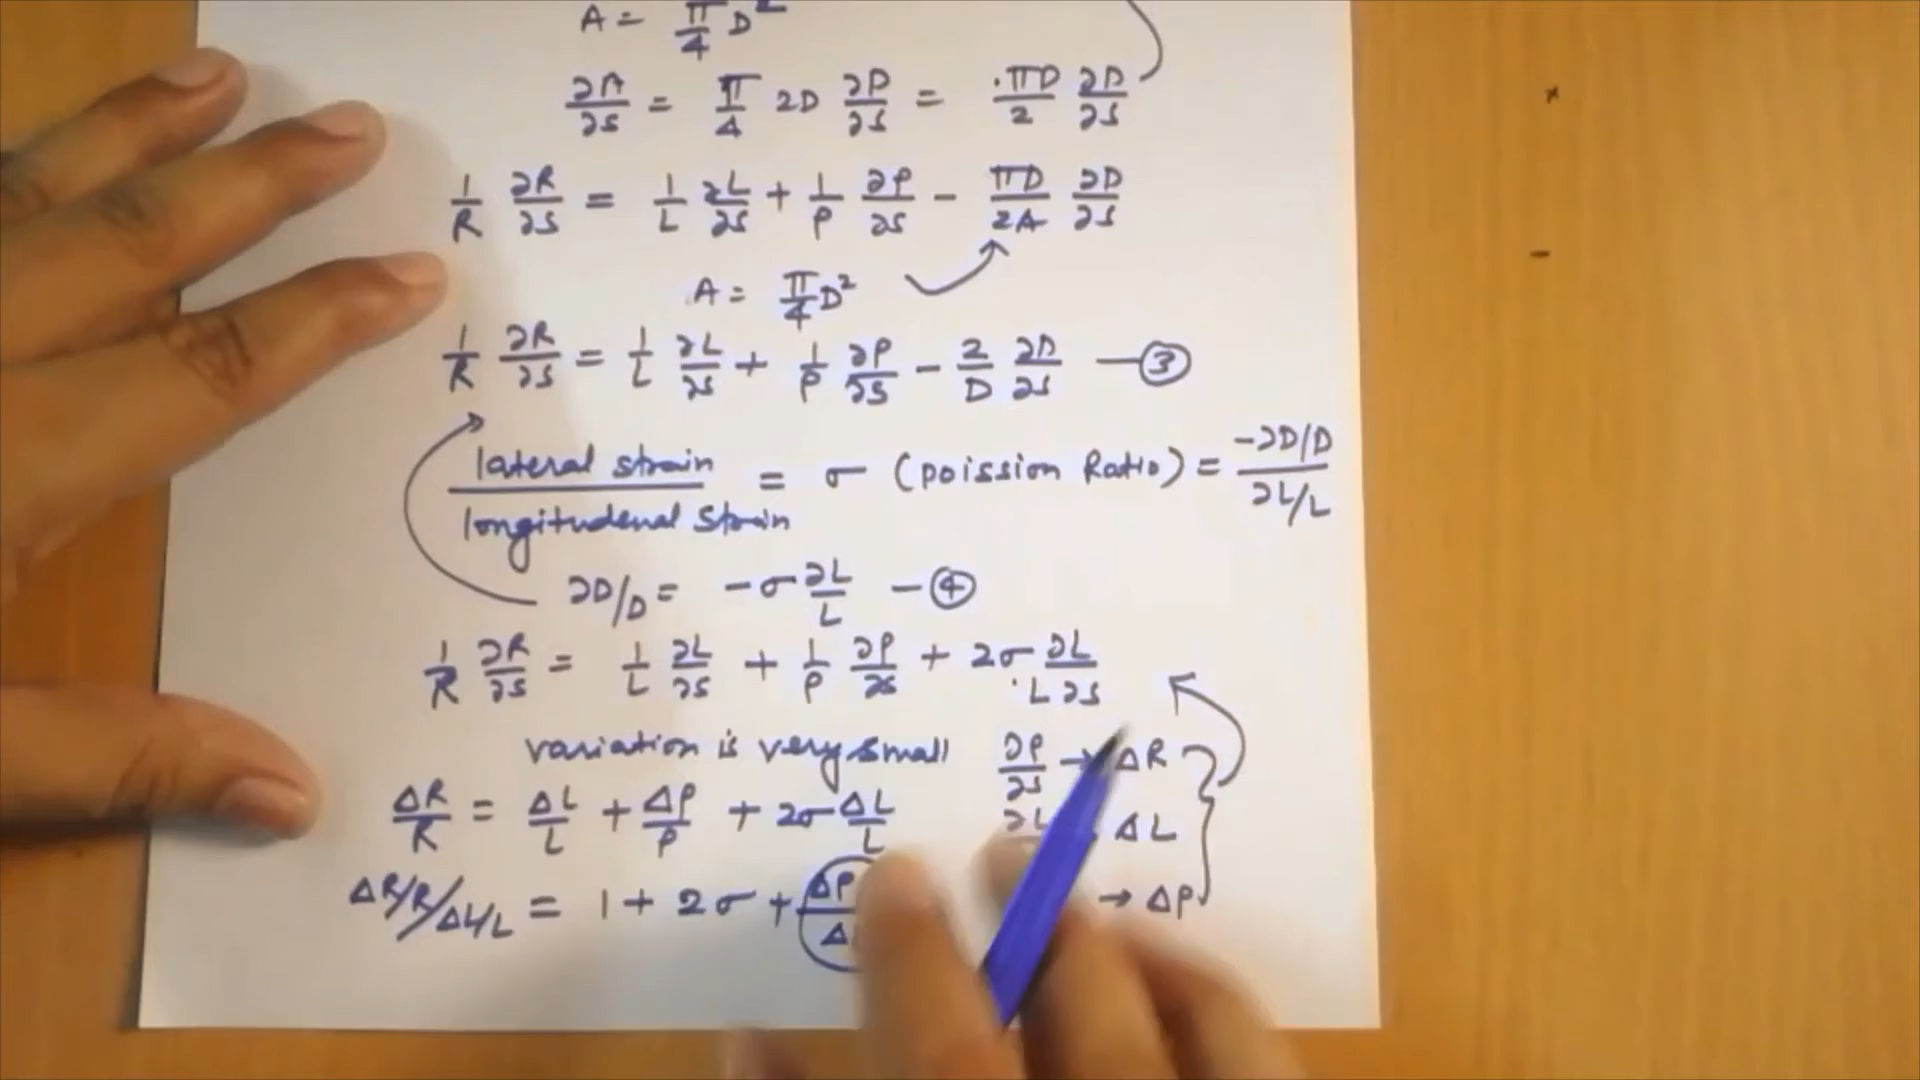 A = π/4 D²
∂A/∂s = π/4 2D ∂D/∂s = πD/2 ∂D/∂s
1/R ∂R/∂s = 1/L ∂L/∂s + 1/ρ ∂ρ/∂s - πD/2A ∂D/∂s
A = π/4 D²
1/R ∂R/∂s = 1/L ∂L/∂s + 1/ρ ∂ρ/∂s - 2/D ∂D/∂s — ③
lateral strain / longitudenal strain = σ (poission Ratio) = -∂D/D / ∂L/L
∂D/D = -σ ∂L/L — ④
1/R ∂R/∂s = 1/L ∂L/∂s + 1/ρ ∂ρ/∂s + 2σ ∂L/L∂s
variation is very small ∂ρ/∂s → ΔR
ΔR/R = ΔL/L + Δρ/ρ + 2σ ΔL/L ∂L ΔL
ΔR/R/ΔL/L = 1 + 2σ + Δρ → Δρ